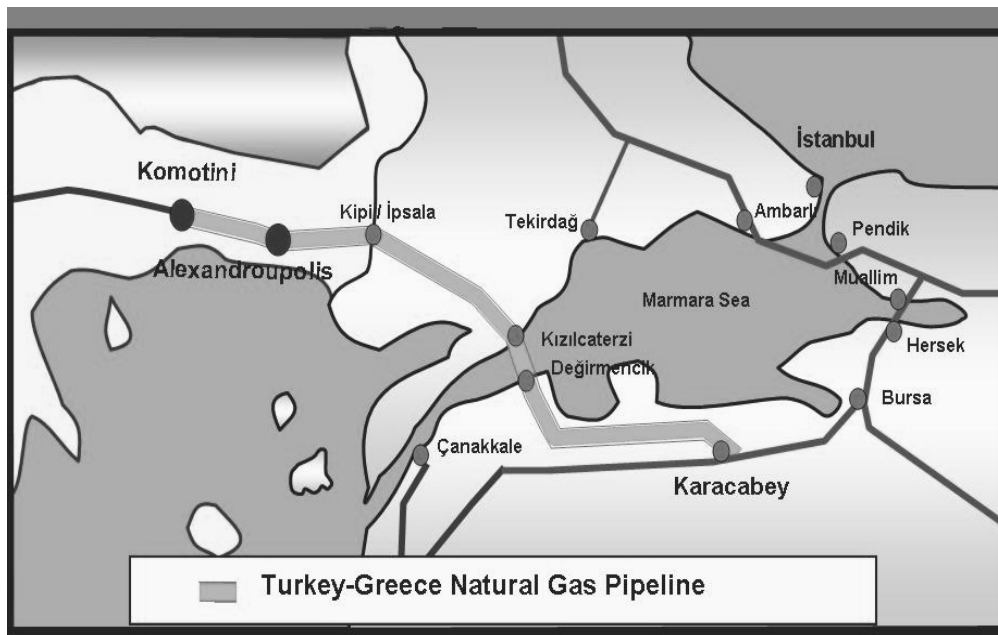 İstanbul
Komotini
Kipi / İpsala
Tekirdağ
Ambarlı
Pendik
Alexandroupolis
Muallim
Marmara Sea
Kızılcaterzi
Hersek
Değirmencik
Bursa
Çanakkale
Karacabey
Turkey-Greece Natural Gas Pipeline